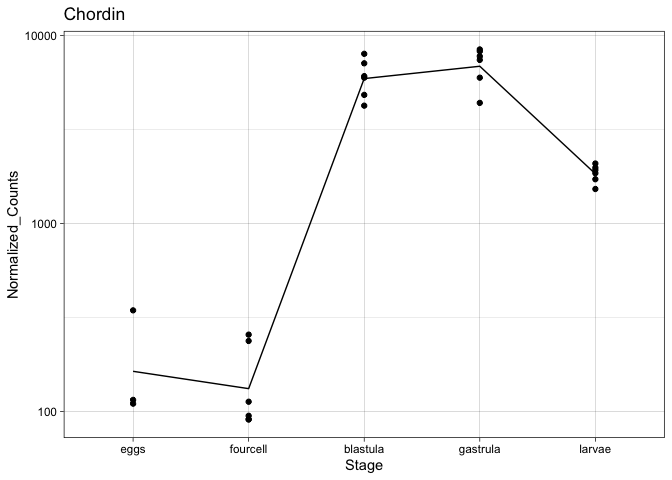 Chordin
10000
1000
100
Normalized_Counts
eggs fourcell blastula gastrula larvae
Stage